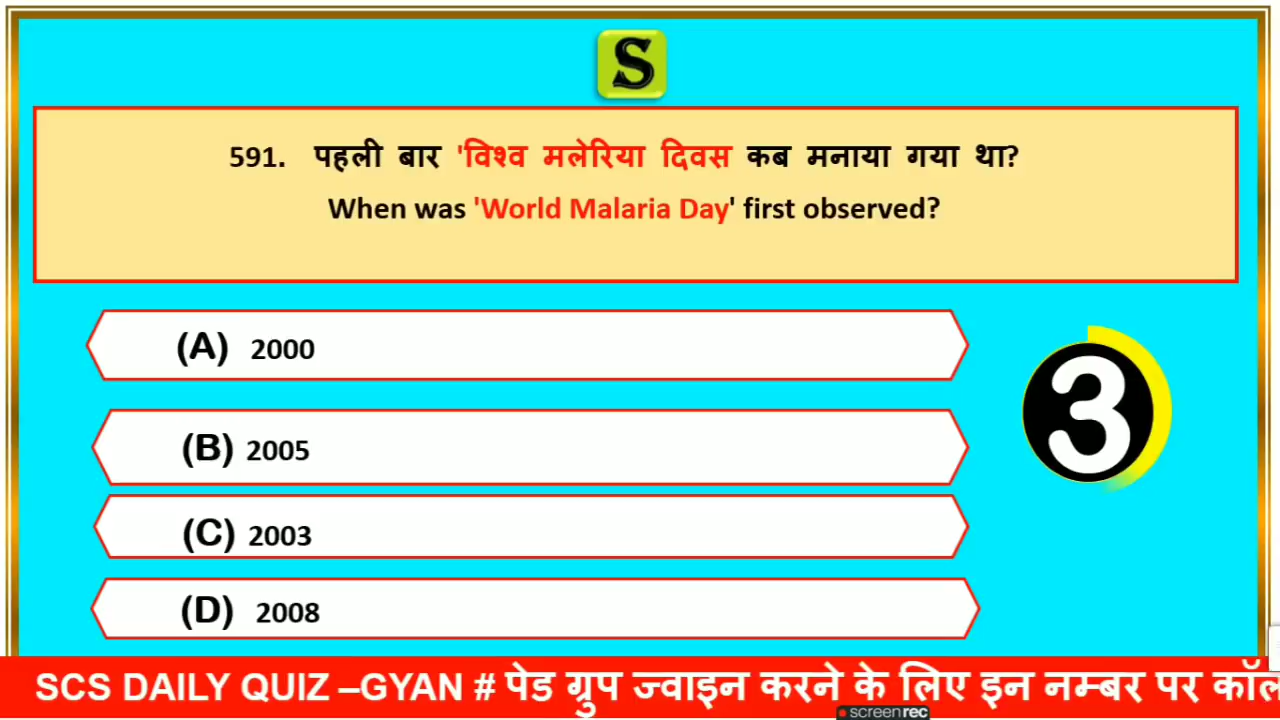 S
591. पहली बार 'विश्व मलेरिया दिवस कब मनाया गया था?
When was 'World Malaria Day' first observed?
(A) 2000
3
(B) 2005
(C) 2003
(D) 2008
SCS DAILY QUIZ –GYAN # पेड ग्रुप ज्वाइन करने के लिए इन नम्बर पर कॉल
screenrec